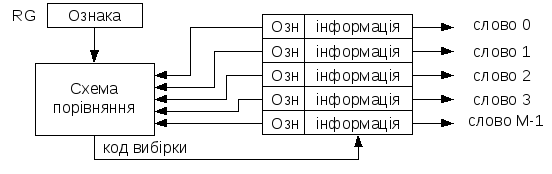 RG Ознака
Озн інформація слово 0
Озн інформація слово 1
Озн інформація слово 2
Озн інформація слово 3
Озн інформація слово M-1
Схема
порівняння
код вибірки